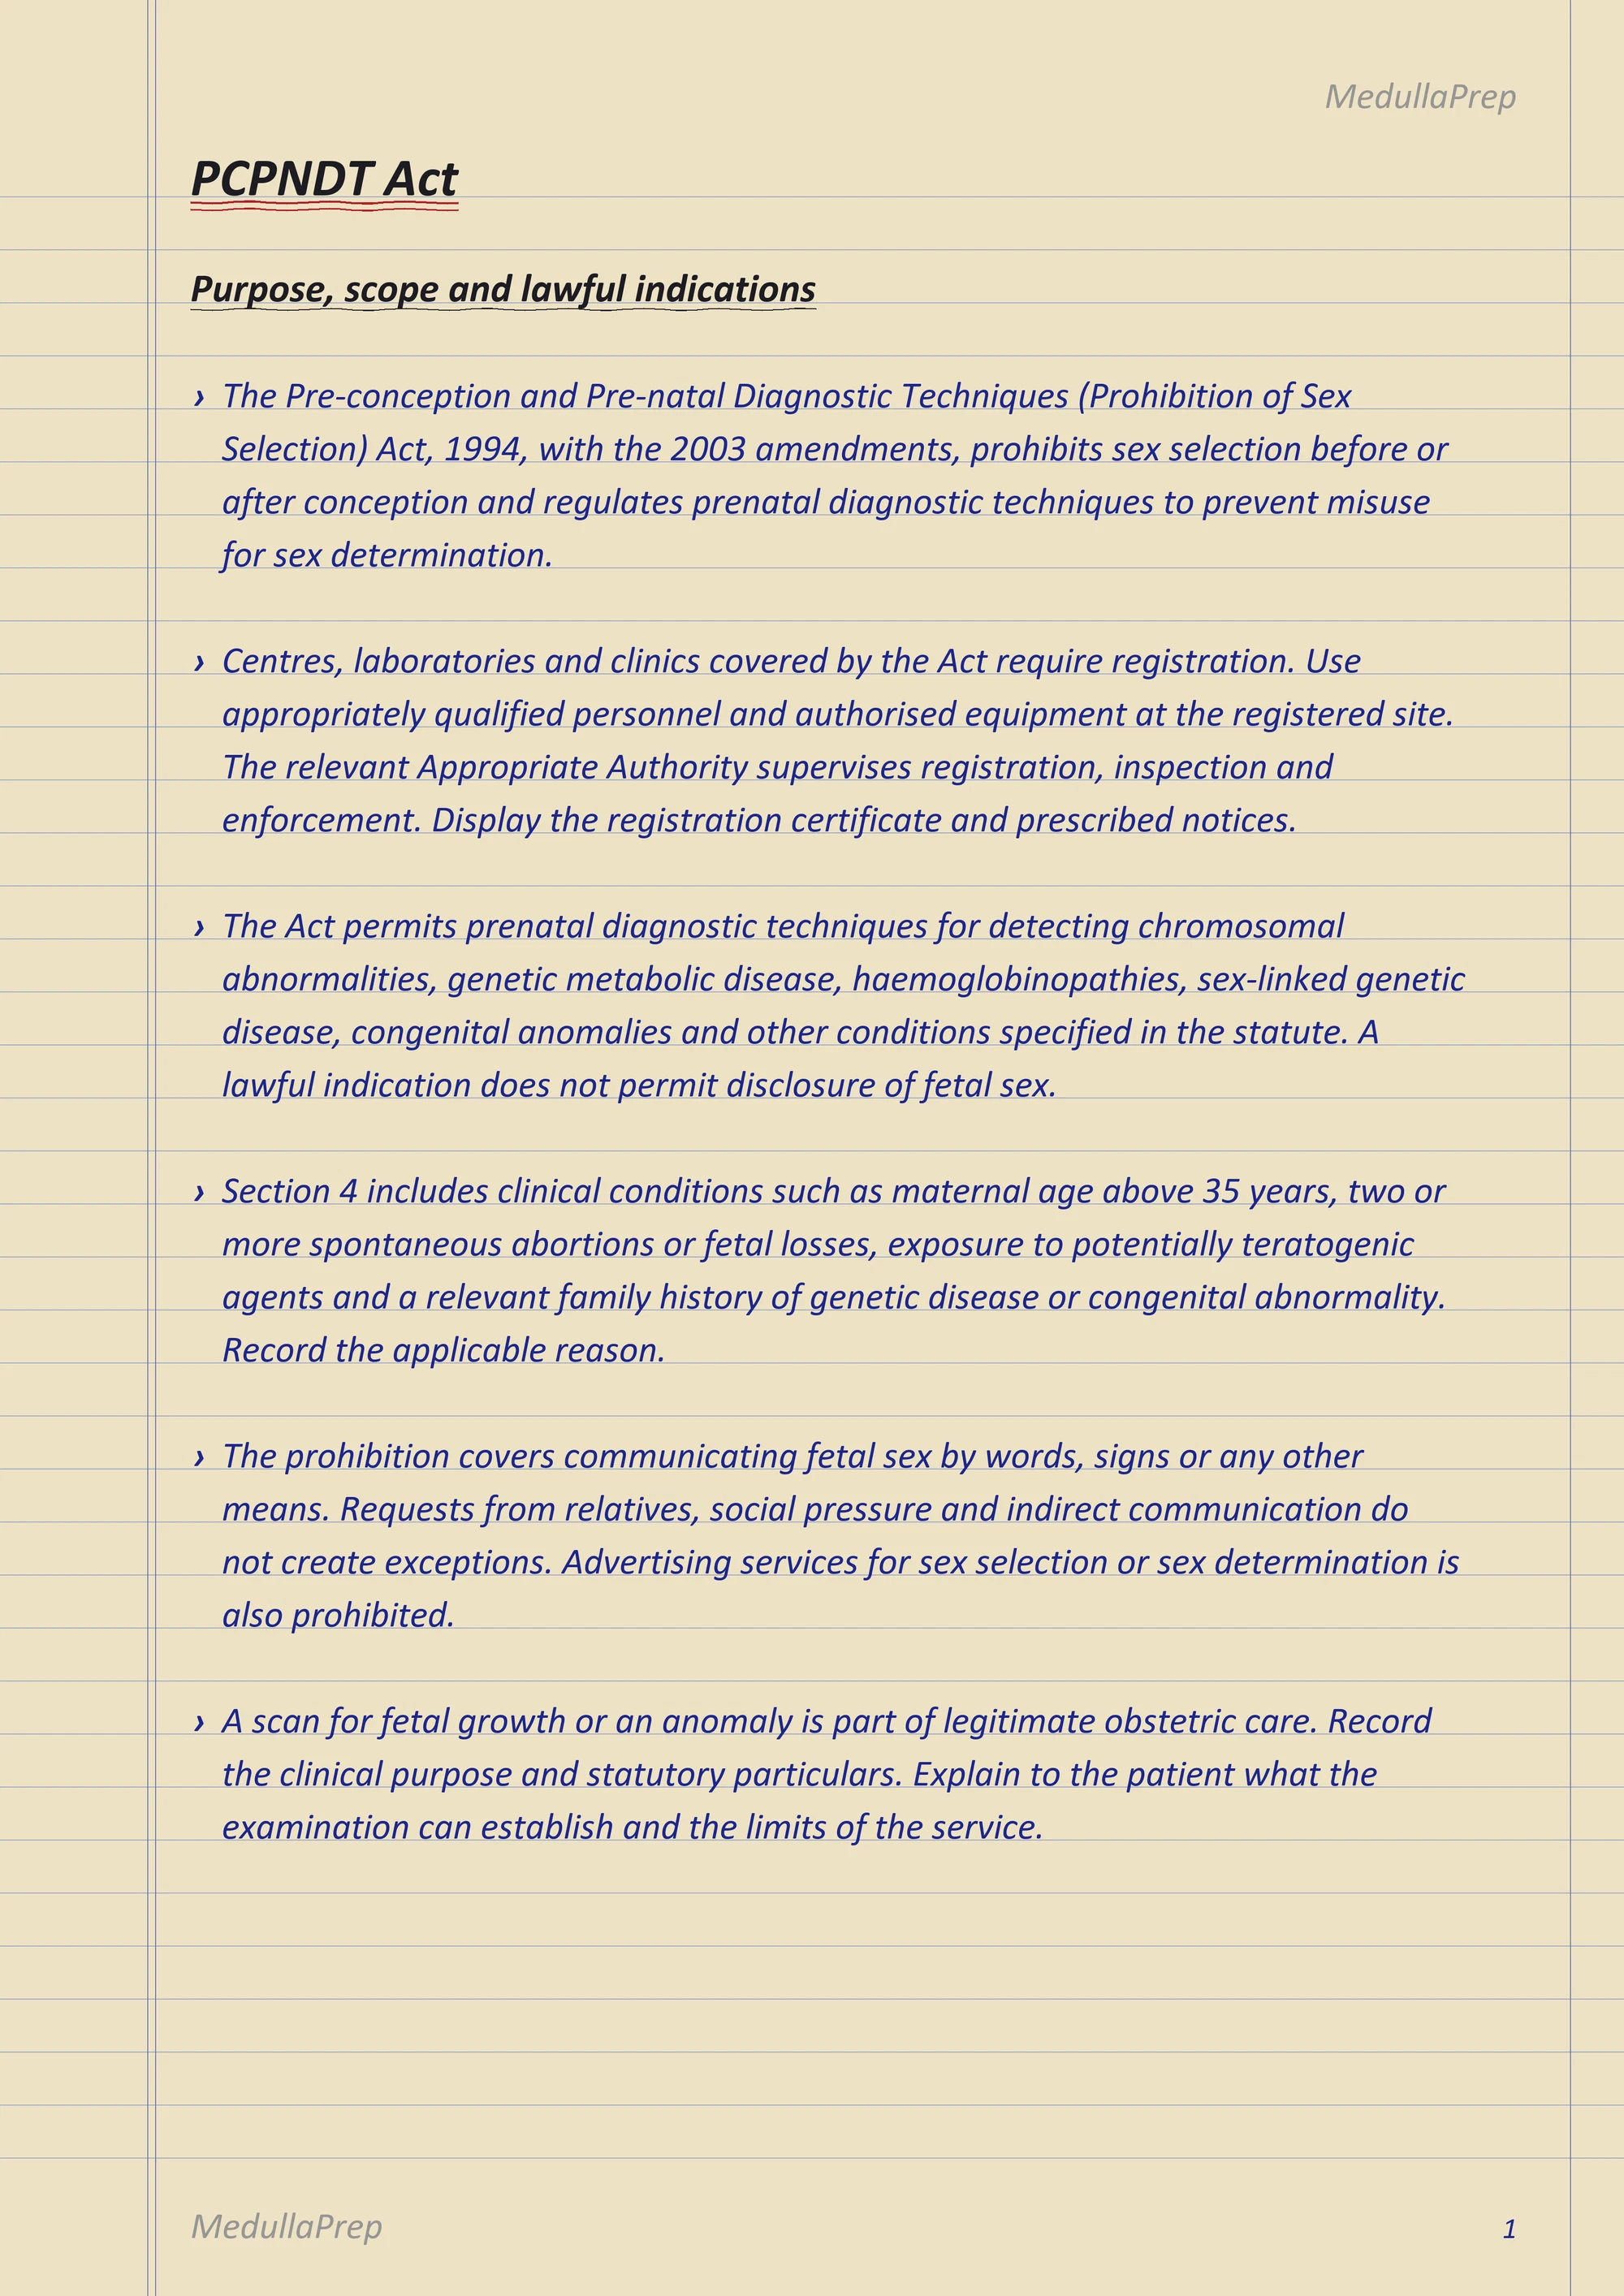 MedullaPrep
PCPNDT Act
Purpose, scope and lawful indications
› The Pre-conception and Pre-natal Diagnostic Techniques (Prohibition of Sex
Selection) Act, 1994, with the 2003 amendments, prohibits sex selection before or
after conception and regulates prenatal diagnostic techniques to prevent misuse
for sex determination.
› Centres, laboratories and clinics covered by the Act require registration. Use
appropriately qualified personnel and authorised equipment at the registered site.
The relevant Appropriate Authority supervises registration, inspection and
enforcement. Display the registration certificate and prescribed notices.
› The Act permits prenatal diagnostic techniques for detecting chromosomal
abnormalities, genetic metabolic disease, haemoglobinopathies, sex-linked genetic
disease, congenital anomalies and other conditions specified in the statute. A
lawful indication does not permit disclosure of fetal sex.
› Section 4 includes clinical conditions such as maternal age above 35 years, two or
more spontaneous abortions or fetal losses, exposure to potentially teratogenic
agents and a relevant family history of genetic disease or congenital abnormality.
Record the applicable reason.
› The prohibition covers communicating fetal sex by words, signs or any other
means. Requests from relatives, social pressure and indirect communication do
not create exceptions. Advertising services for sex selection or sex determination is
also prohibited.
› A scan for fetal growth or an anomaly is part of legitimate obstetric care. Record
the clinical purpose and statutory particulars. Explain to the patient what the
examination can establish and the limits of the service.
MedullaPrep
1